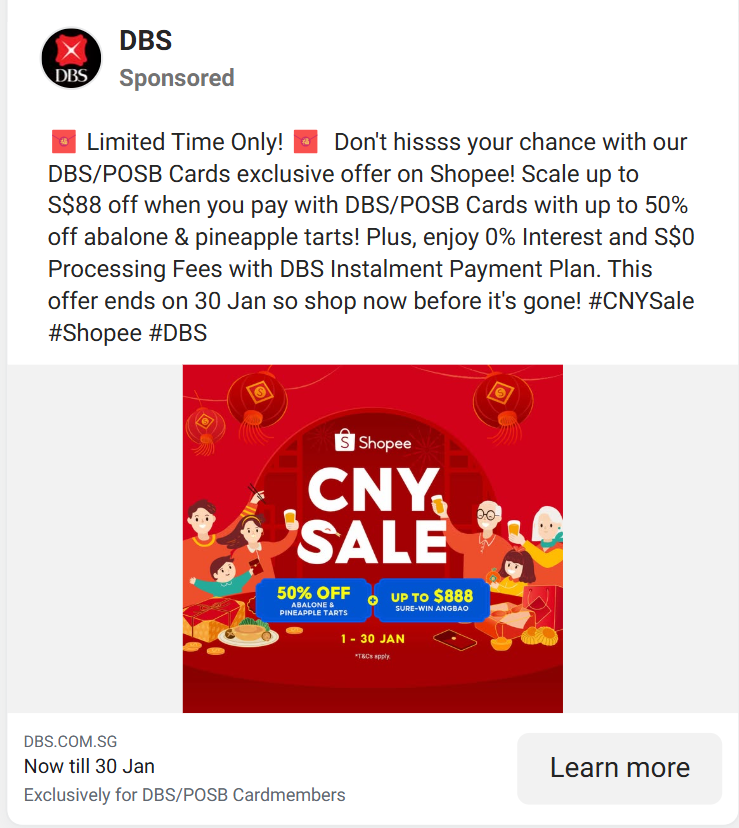 DBS
DBS
Sponsored
🧧 Limited Time Only! 🧧 Don't hissss your chance with our
DBS/POSB Cards exclusive offer on Shopee! Scale up to
S$88 off when you pay with DBS/POSB Cards with up to 50%
off abalone & pineapple tarts! Plus, enjoy 0% Interest and S$0
Processing Fees with DBS Instalment Payment Plan. This
offer ends on 30 Jan so shop now before it's gone! #CNYSale
#Shopee #DBS
S Shopee
CNY
SALE
50% OFF
ABALONE &
PINEAPPLE TARTS
+
UP TO $888
SURE-WIN ANGBAO
1 - 30 JAN
*T&Cs apply.
DBS.COM.SG
Now till 30 Jan
Exclusively for DBS/POSB Cardmembers
Learn more